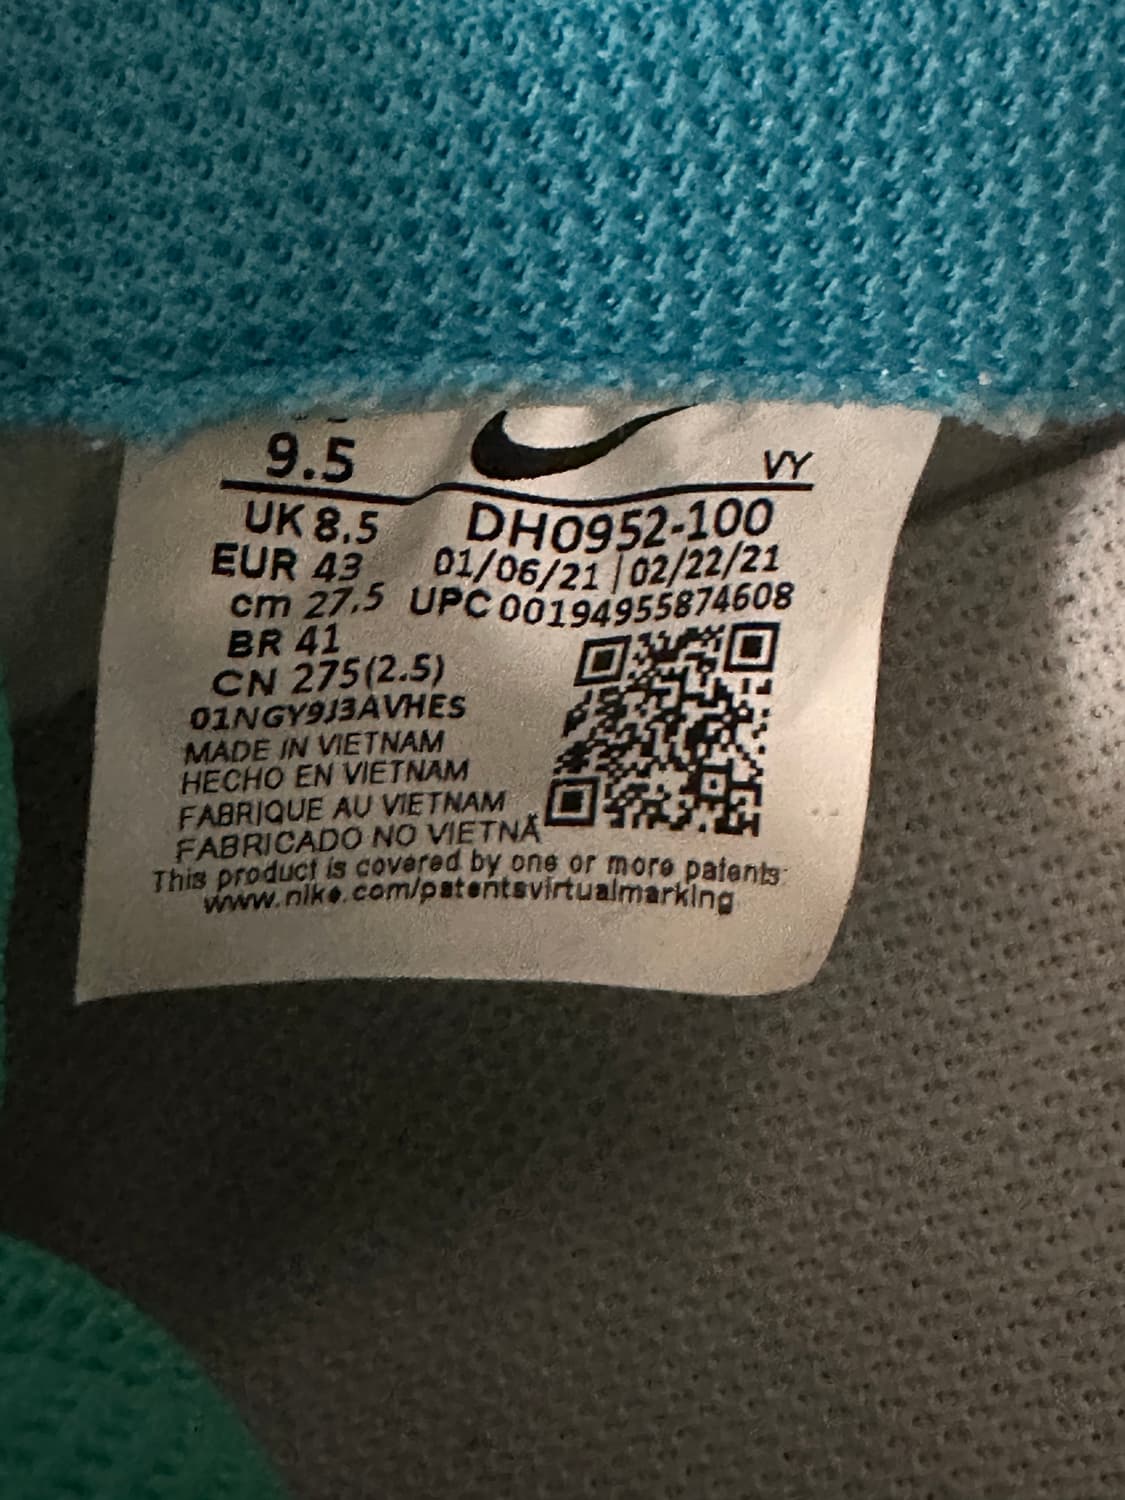 9.5 VY
UK 8.5 DH0952-100
EUR 43 01/06/21 | 02/22/21
cm 27.5 UPC 00194955874608
BR 41
CN 275(2.5)
01NGY9J3AVHES
MADE IN VIETNAM
HECHO EN VIETNAM
FABRIQUE AU VIETNAM
FABRICADO NO VIETNÃ
This product is covered by one or more patents:
www.nike.com/patentsvirtualmarking